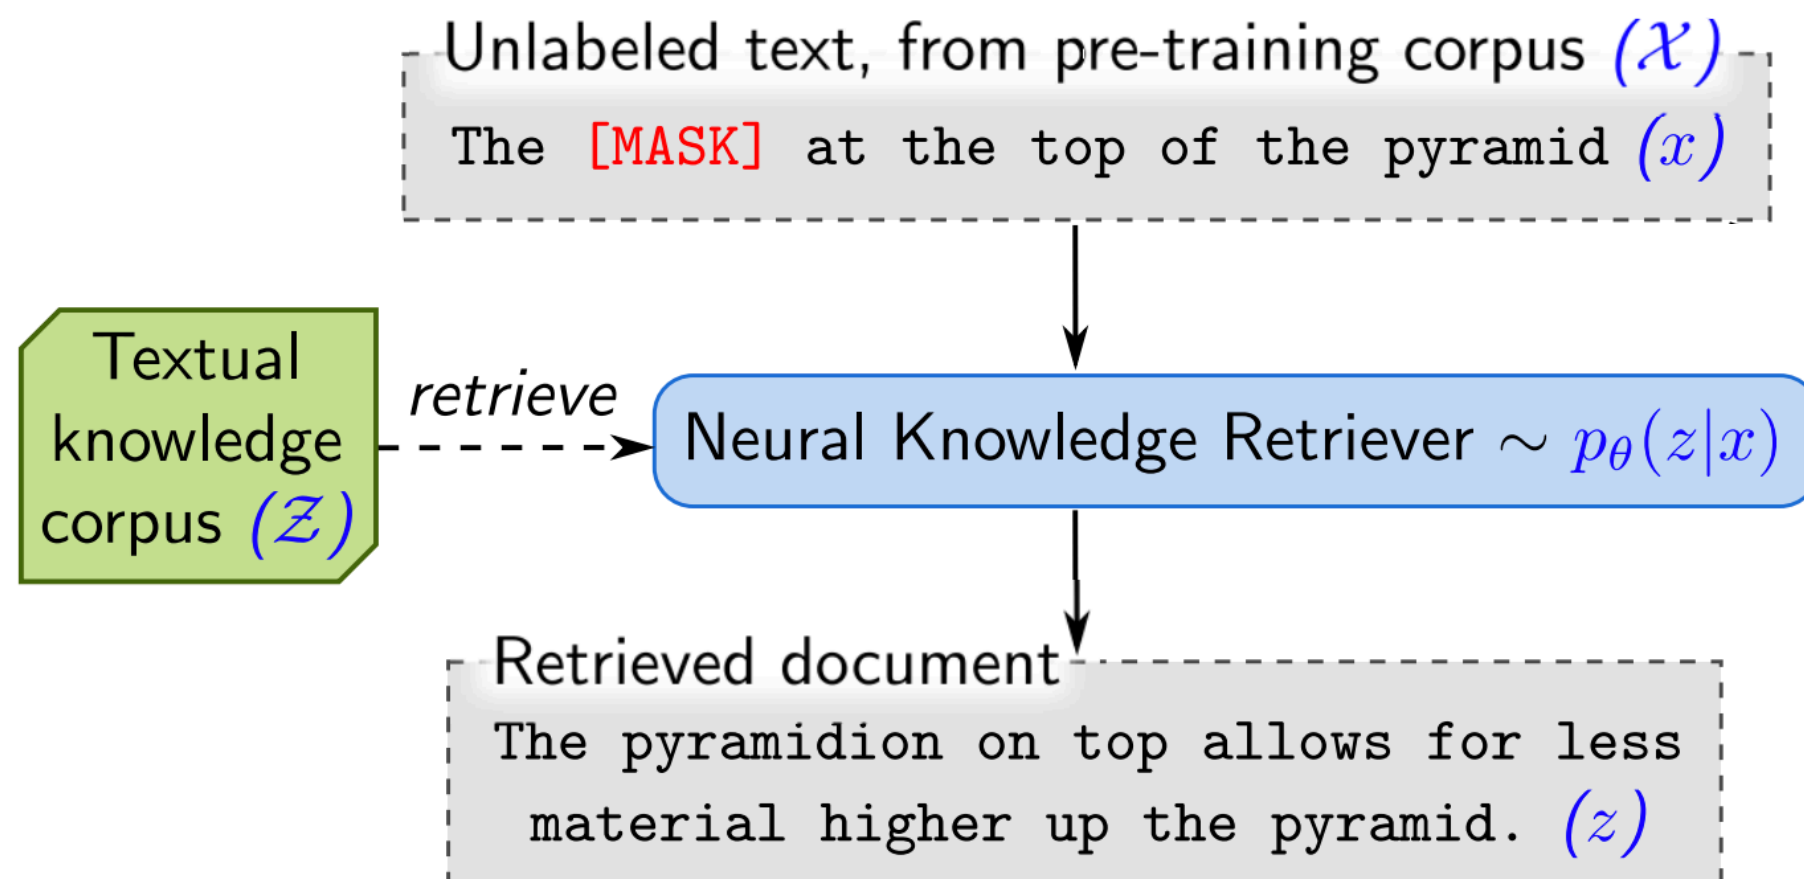 Unlabeled text, from pre-training corpus (𝒳)
The [MASK] at the top of the pyramid (x)
Textual
knowledge
corpus (𝒵)
retrieve
Neural Knowledge Retriever ∼ pθ(z|x)
Retrieved document
The pyramidion on top allows for less
material higher up the pyramid. (z)